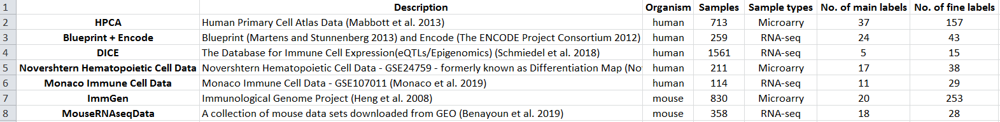 1 Description Organism Samples Sample types No. of main labels No. of fine labels
2 HPCA Human Primary Cell Atlas Data (Mabbott et al. 2013) human 713 Microarry 37 157
3 Blueprint + Encode Blueprint (Martens and Stunnenberg 2013) and Encode (The ENCODE Project Consortium 2012) human 259 RNA-seq 24 43
4 DICE The Database for Immune Cell Expression(eQTLs/Epigenomics) (Schmiedel et al. 2018) human 1561 RNA-seq 5 15
5 Novershtern Hematopoietic Cell Data Novershtern Hematopoietic Cell Data - GSE24759 - formerly known as Differentiation Map (No human 211 Microarry 17 38
6 Monaco Immune Cell Data Monaco Immune Cell Data - GSE107011 (Monaco et al. 2019) human 114 RNA-seq 11 29
7 ImmGen Immunological Genome Project (Heng et al. 2008) mouse 830 Microarry 20 253
8 MouseRNAseqData A collection of mouse data sets downloaded from GEO (Benayoun et al. 2019) mouse 358 RNA-seq 18 28